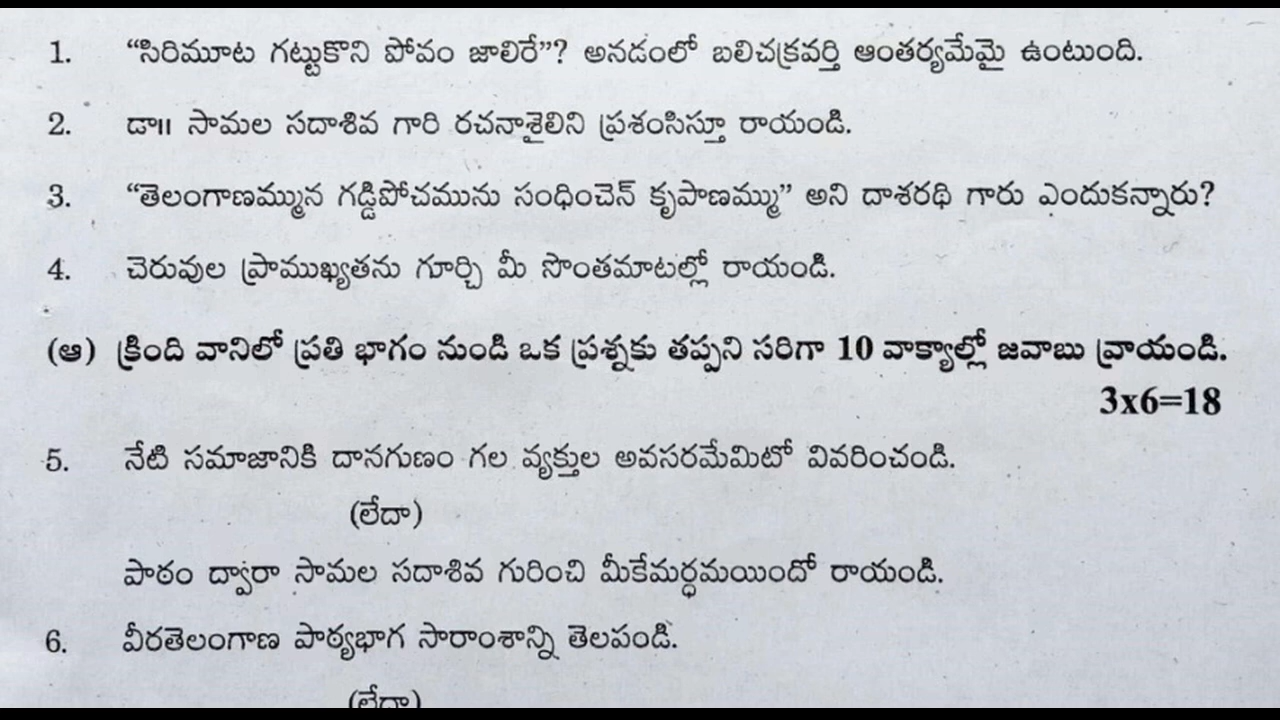 1. “సిరిమూట గట్టుకొని పోవం జాలిరే”? అనడంలో బలిచక్రవర్తి ఆంతర్యమేమై ఉంటుంది.
2. డా॥ సామల సదాశివ గారి రచనాశైలిని ప్రశంసిస్తూ రాయండి.
3. “తెలంగాణమ్మున గడ్డిపోచమును సంధించెన్ కృపాణమ్ము” అని దాశరథి గారు ఎందుకన్నారు?
4. చెరువుల ప్రాముఖ్యతను గూర్చి మీ సొంతమాటల్లో రాయండి.
(ఆ) క్రింది వానిలో ప్రతి భాగం నుండి ఒక ప్రశ్నకు తప్పని సరిగా 10 వాక్యాల్లో జవాబు వ్రాయండి.
3x6=18
5. నేటి సమాజానికి దానగుణం గల వ్యక్తుల అవసరమేమిటో వివరించండి.
(లేదా)
పాఠం ద్వారా సామల సదాశివ గురించి మీకేమర్ధమయిందో రాయండి.
6. వీరతెలంగాణ పాఠ్యభాగ సారాంశాన్ని తెలపండి.
(లేదా)